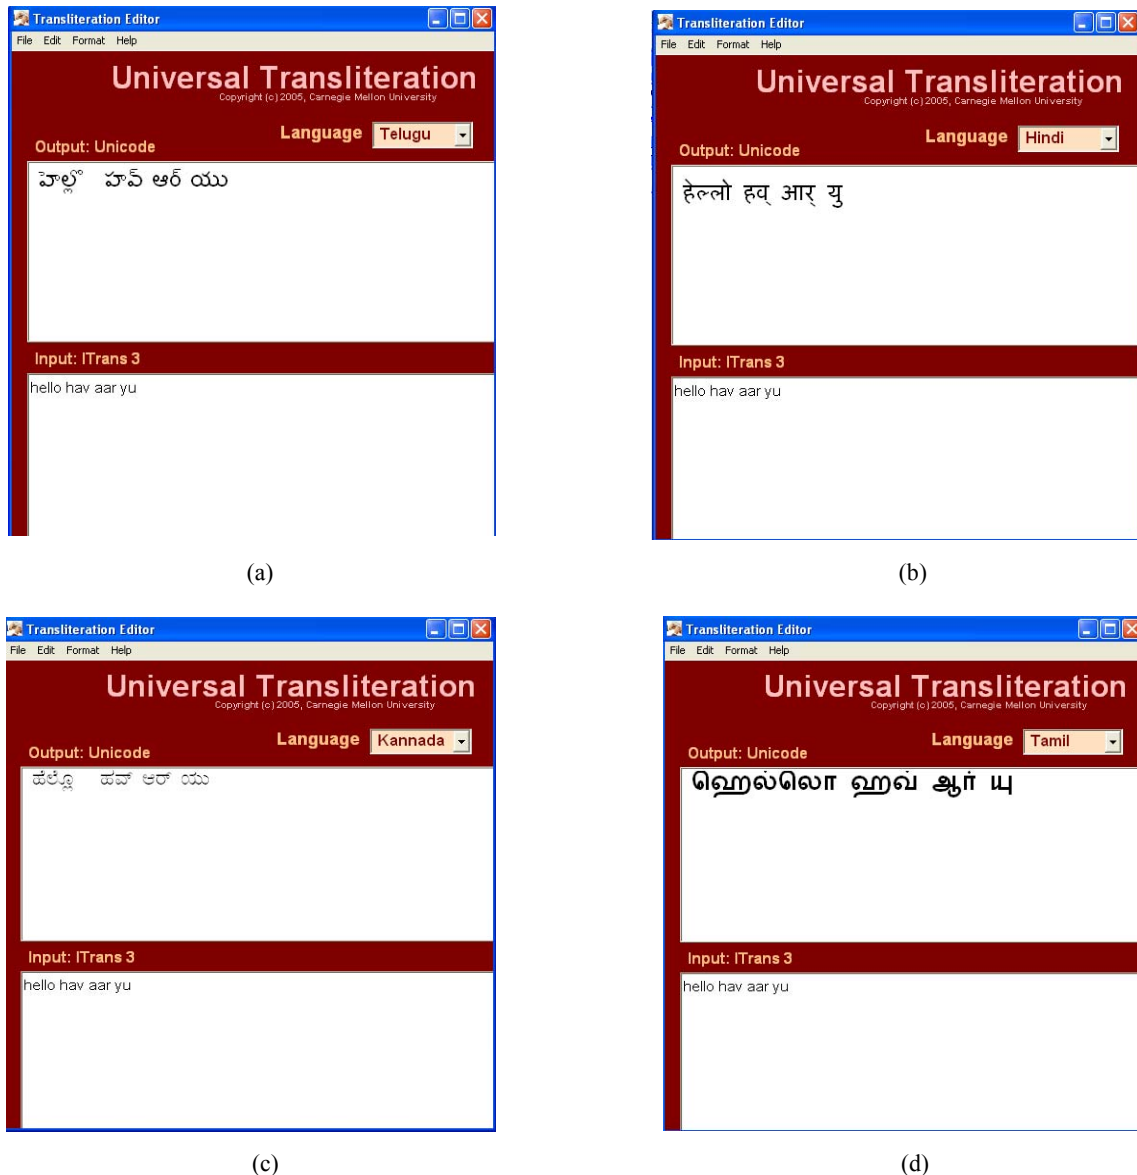 Transliteration Editor
File Edit Format Help
Universal Transliteration
Copyright (c) 2005, Carnegie Mellon University
Language Telugu
Output: Unicode
హెల్లొ హవ్ ఆర్ యు
Input: ITrans 3
hello hav aar yu
(a)
Transliteration Editor
File Edit Format Help
Universal Transliteration
Copyright (c) 2005, Carnegie Mellon University
Language Hindi
Output: Unicode
हेल्लो हव् आर् यु
Input: ITrans 3
hello hav aar yu
(b)
Transliteration Editor
File Edit Format Help
Universal Transliteration
Copyright (c) 2005, Carnegie Mellon University
Language Kannada
Output: Unicode
ಹೆಲ್ಲೊ ಹವ್ ಆರ್ ಯು
Input: ITrans 3
hello hav aar yu
(c)
Transliteration Editor
File Edit Format Help
Universal Transliteration
Copyright (c) 2005, Carnegie Mellon University
Language Tamil
Output: Unicode
ஹெல்லொ ஹவ் ஆர் யு
Input: ITrans 3
hello hav aar yu
(d)